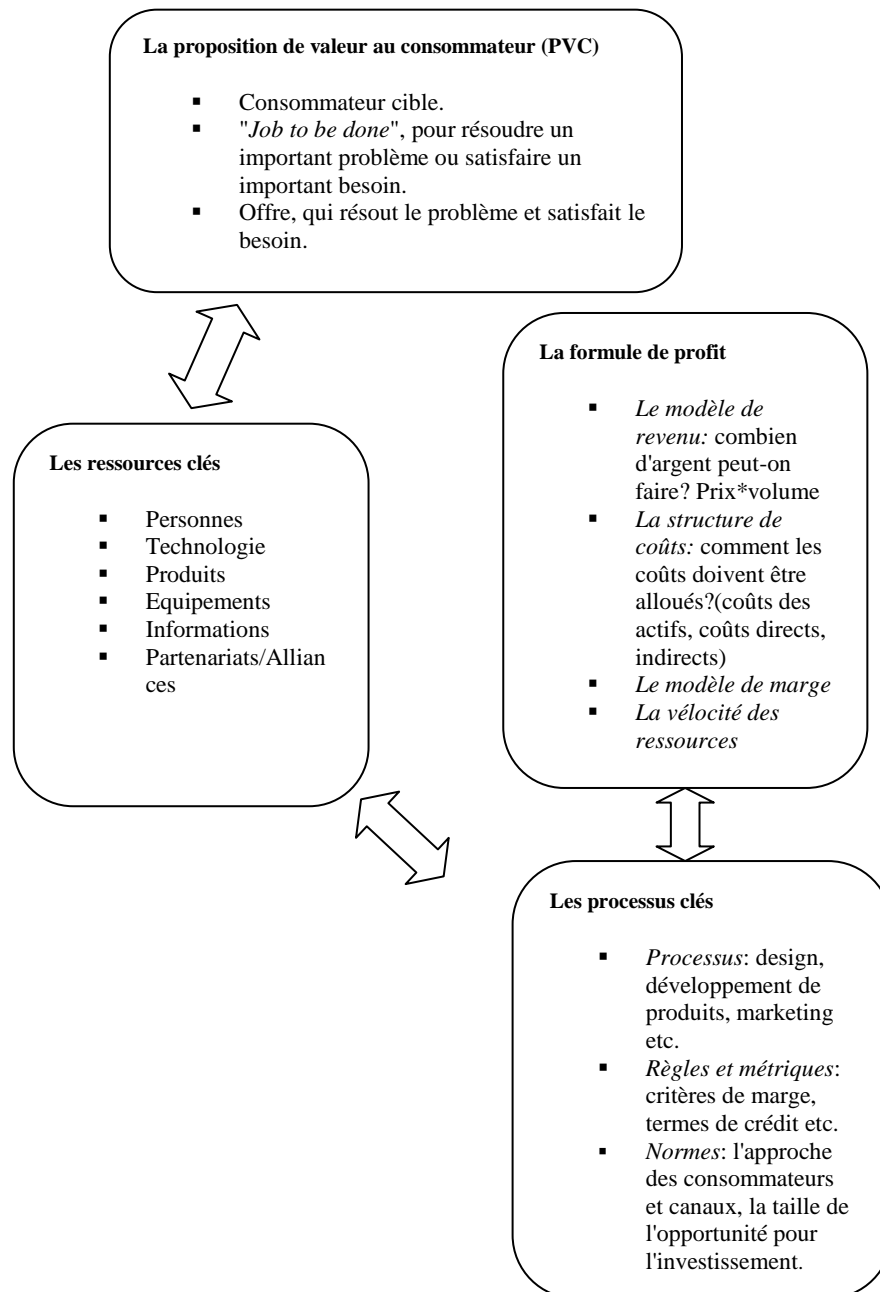 La proposition de valeur au consommateur (PVC)
▪ Consommateur cible.
▪ "Job to be done", pour résoudre un
important problème ou satisfaire un
important besoin.
▪ Offre, qui résout le problème et satisfait le
besoin.
La formule de profit
▪ Le modèle de
revenu: combien
d'argent peut-on
faire? Prix*volume
▪ La structure de
coûts: comment les
coûts doivent être
alloués?(coûts des
actifs, coûts directs,
indirects)
▪ Le modèle de marge
▪ La vélocité des
ressources
Les ressources clés
▪ Personnes
▪ Technologie
▪ Produits
▪ Equipements
▪ Informations
▪ Partenariats/Allian
ces
Les processus clés
▪ Processus: design,
développement de
produits, marketing
etc.
▪ Règles et métriques:
critères de marge,
termes de crédit etc.
▪ Normes: l'approche
des consommateurs
et canaux, la taille de
l'opportunité pour
l'investissement.